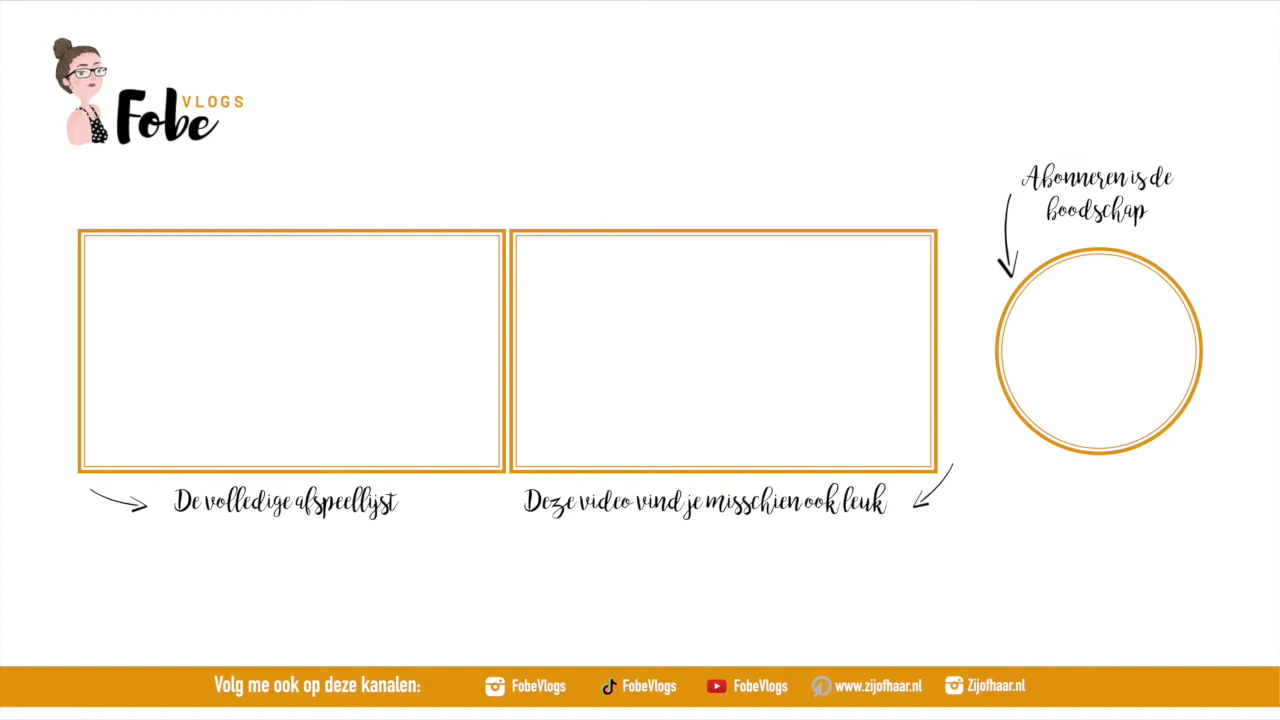 VLOGS
Fobe
Abonneren is de
boodschap
De volledige afspeellijst
Deze video vind je misschien ook leuk
Volg me ook op deze kanalen:
FobeVlogs
FobeVlogs
FobeVlogs
www.zijofhaar.nl
Zijofhaar.nl